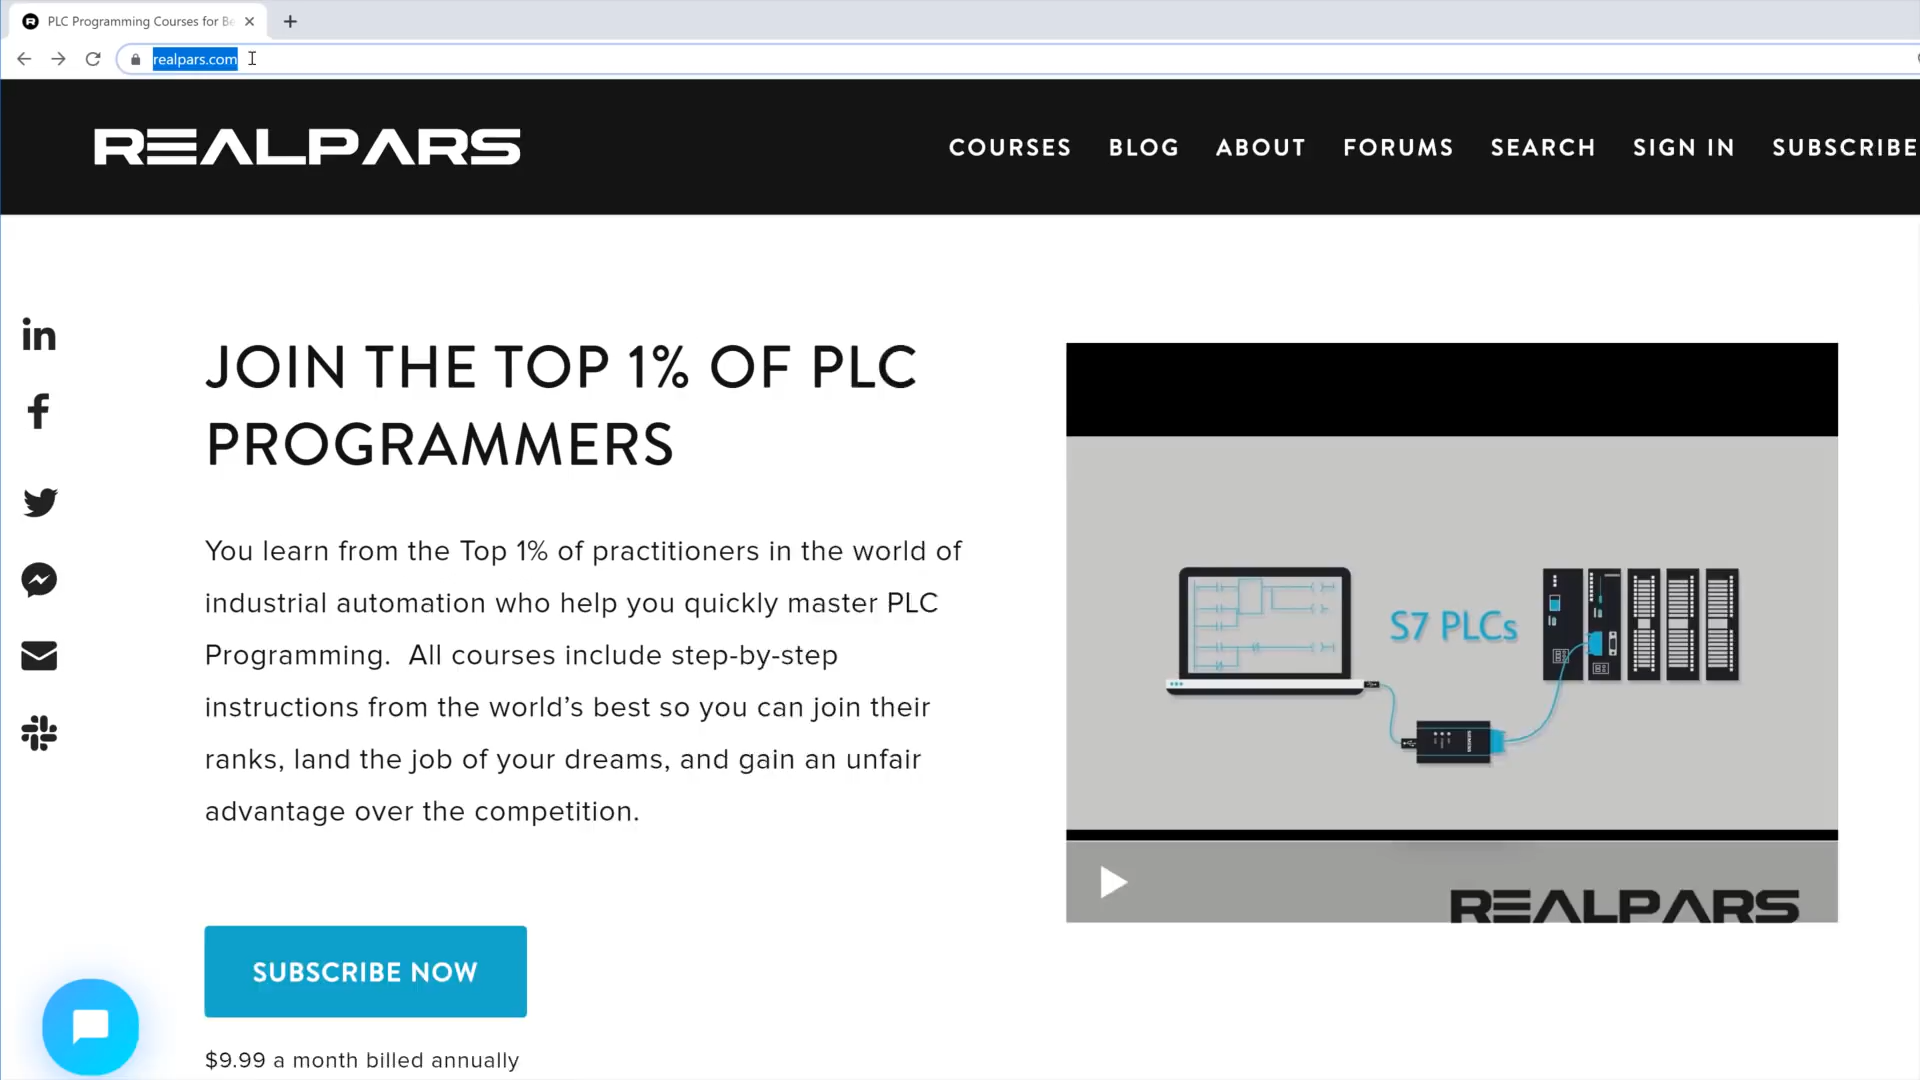 PLC Programming Courses for Be
realpars.com
REALPARS
COURSES BLOG ABOUT FORUMS SEARCH SIGN IN SUBSCRIBE
JOIN THE TOP 1% OF PLC
PROGRAMMERS
You learn from the Top 1% of practitioners in the world of
industrial automation who help you quickly master PLC
Programming. All courses include step-by-step
instructions from the world’s best so you can join their
ranks, land the job of your dreams, and gain an unfair
advantage over the competition.
S7 PLCs
REALPARS
SUBSCRIBE NOW
$9.99 a month billed annually